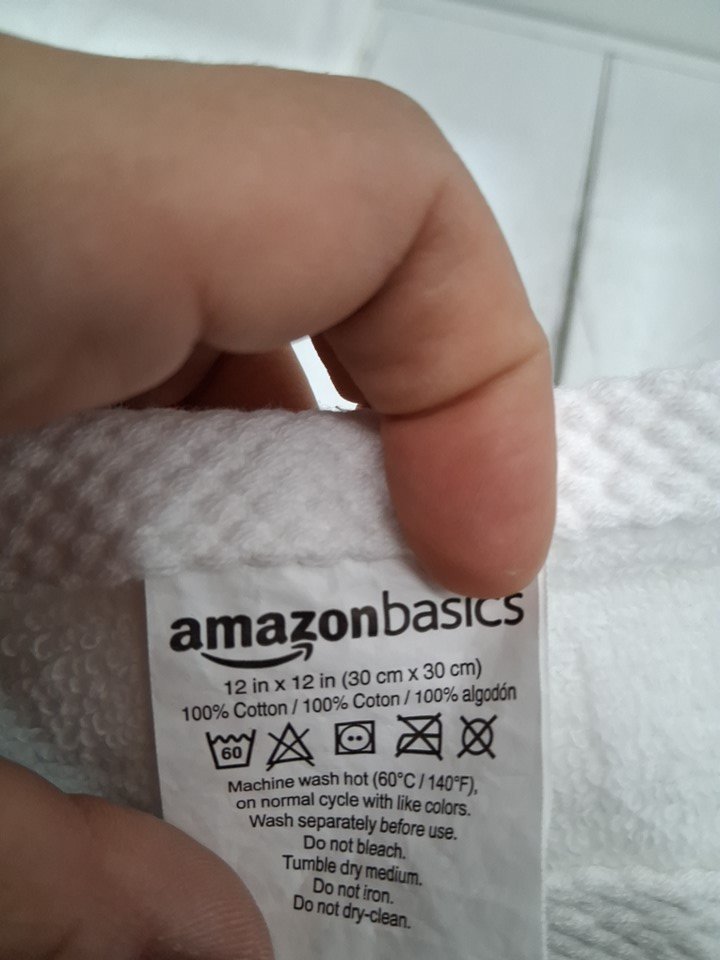 amazonbasics
12 in x 12 in (30 cm x 30 cm)
100% Cotton / 100% Coton / 100% algodón
60
Machine wash hot (60°C / 140°F),
on normal cycle with like colors.
Wash separately before use.
Do not bleach.
Tumble dry medium.
Do not iron.
Do not dry-clean.